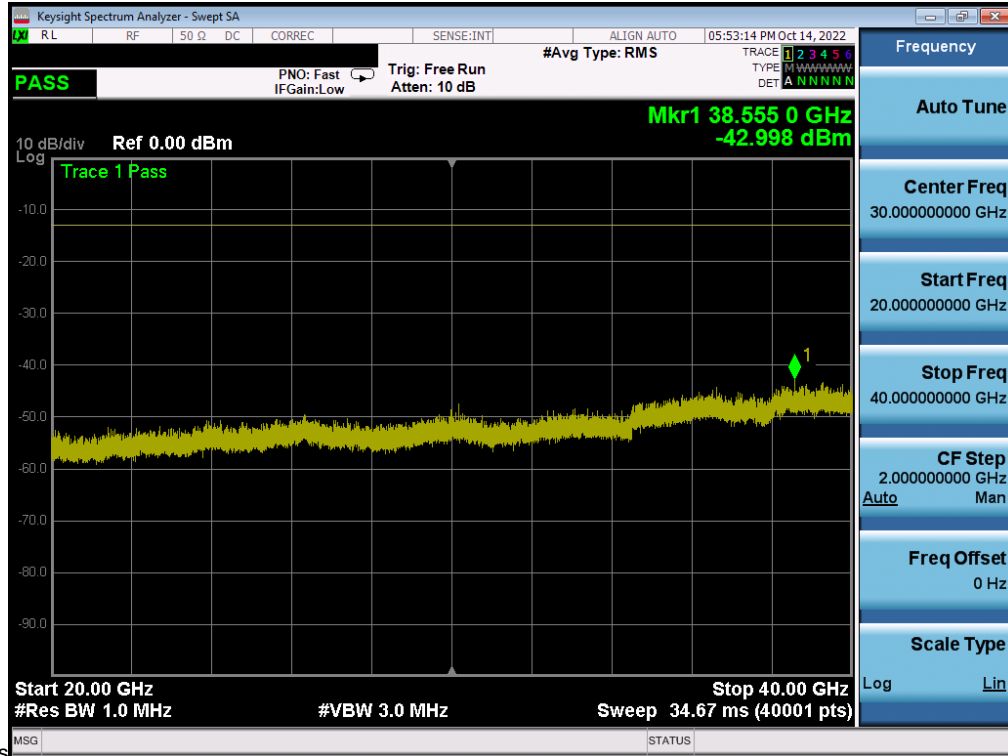 Keysight Spectrum Analyzer - Swept SA
LXI RL RF 50 Ω DC CORREC SENSE:INT ALIGN AUTO 05:53:14 PM Oct 14, 2022
#Avg Type: RMS TRACE 1 2 3 4 5 6
PASS PNO: Fast Trig: Free Run TYPE M W W W W W
IFGain:Low Atten: 10 dB DET A N N N N N
Mkr1 38.555 0 GHz
10 dB/div Ref 0.00 dBm -42.998 dBm
Log
Trace 1 Pass
-10.0
-20.0
-30.0
1
-40.0
-50.0
-60.0
-70.0
-80.0
-90.0
Start 20.00 GHz Stop 40.00 GHz
#Res BW 1.0 MHz #VBW 3.0 MHz Sweep 34.67 ms (40001 pts)
MSG STATUS
Frequency
Auto Tune
Center Freq
30.000000000 GHz
Start Freq
20.000000000 GHz
Stop Freq
40.000000000 GHz
CF Step
2.000000000 GHz
Auto Man
Freq Offset
0 Hz
Scale Type
Log Lin
s